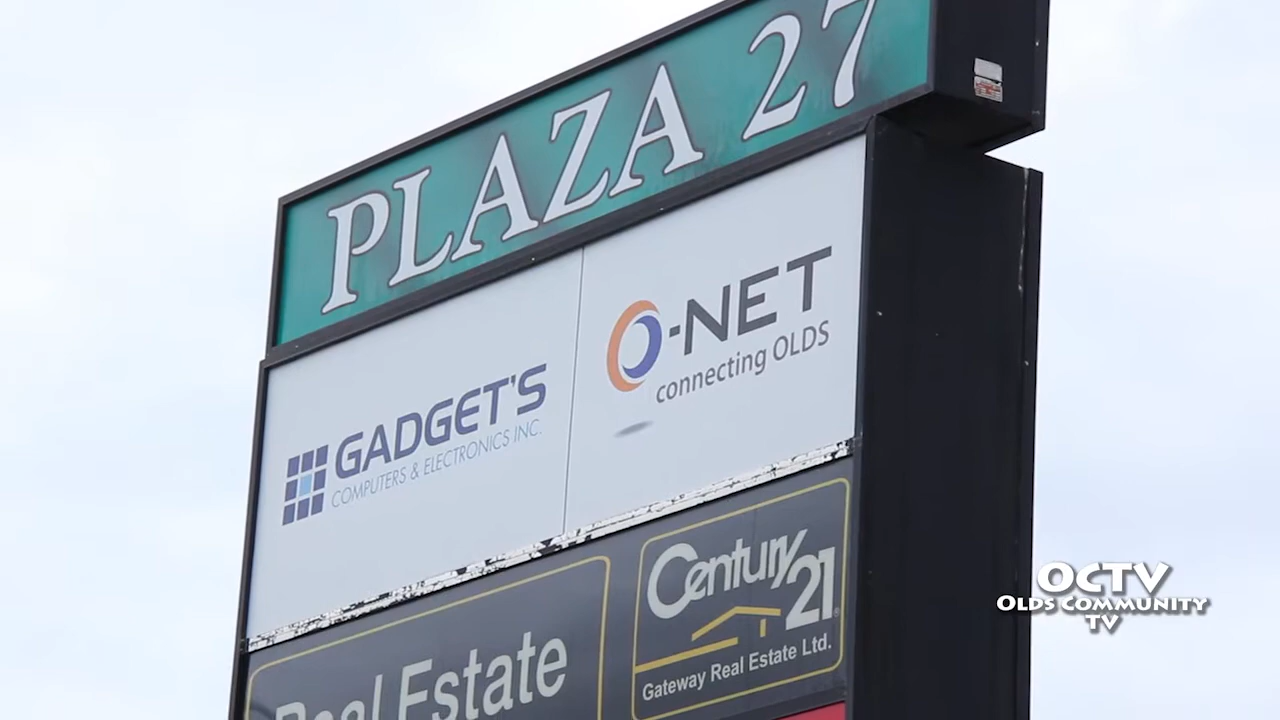 PLAZA 27
GADGET'S
COMPUTERS & ELECTRONICS INC.
O-NET
connecting OLDS
Real Estate
CENTURY 21
Gateway Real Estate Ltd.
OCTV
OLDS COMMUNITY
TV